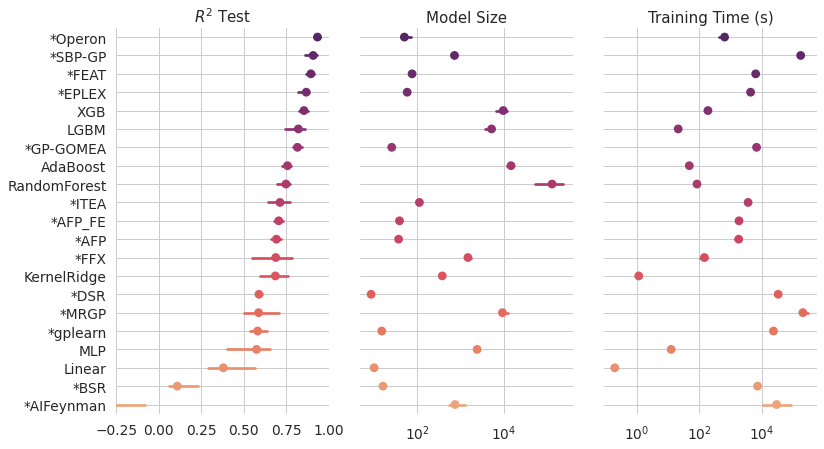 R² Test Model Size Training Time (s)
*Operon
*SBP-GP
*FEAT
*EPLEX
XGB
LGBM
*GP-GOMEA
AdaBoost
RandomForest
*ITEA
*AFP_FE
*AFP
*FFX
KernelRidge
*DSR
*MRGP
*gplearn
MLP
Linear
*BSR
*AIFeynman
−0.25 0.00 0.25 0.50 0.75 1.00 10² 10⁴ 10⁰ 10² 10⁴